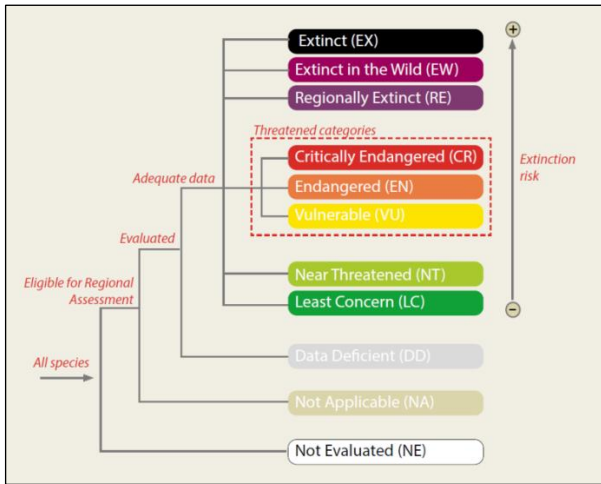 Extinct (EX)
Extinct in the Wild (EW)
Regionally Extinct (RE)
Threatened categories
Critically Endangered (CR)
Extinction
risk
Adequate data
Endangered (EN)
Vulnerable (VU)
Evaluated
Near Threatened (NT)
Eligible for Regional
Assessment
Least Concern (LC)
All species
Data Deficient (DD)
Not Applicable (NA)
Not Evaluated (NE)